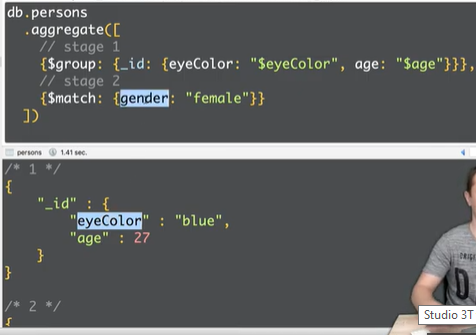 db.persons
.aggregate([
// stage 1
{$group: {_id: {eyeColor: "$eyeColor", age: "$age"}}},
// stage 2
{$match: {gender: "female"}}
])
persons 1.41 sec.
/* 1 */
{
"_id" : {
"eyeColor" : "blue",
"age" : 27
}
}
/* 2 */
{
Studio 3T